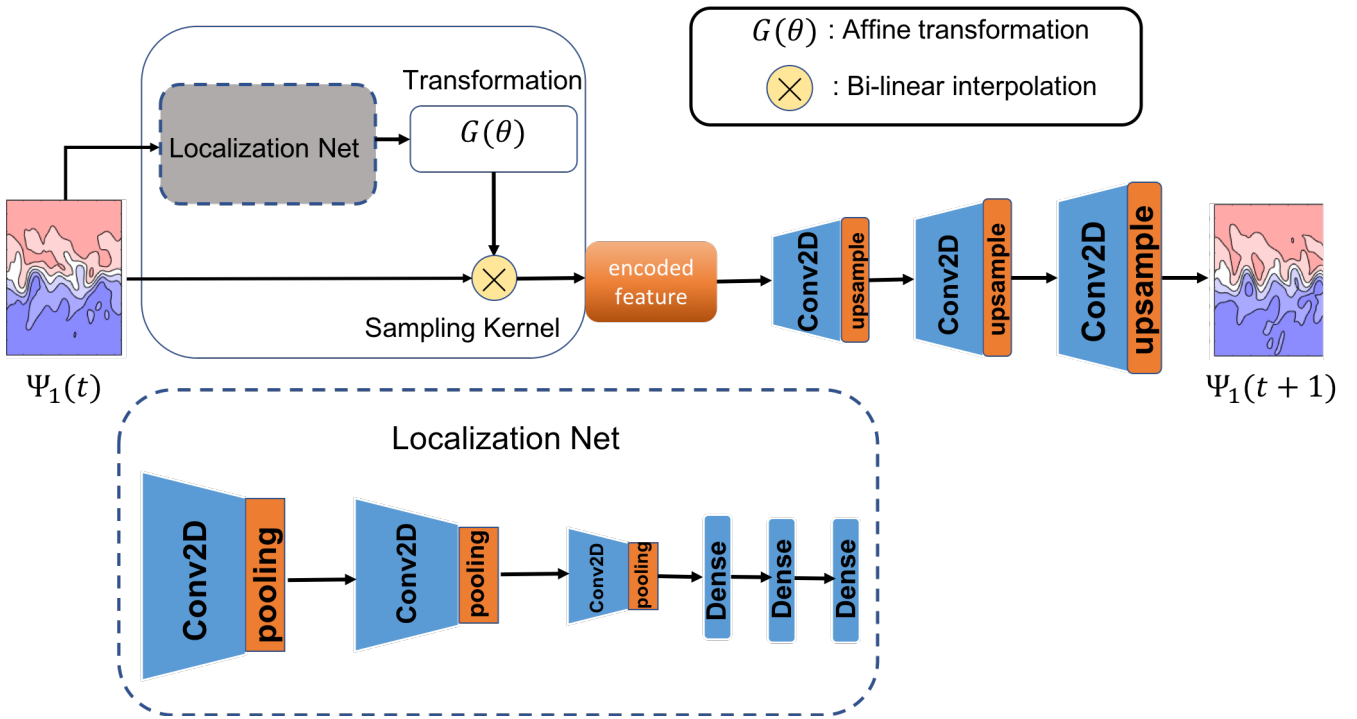 G(θ) : Affine transformation
× : Bi-linear interpolation
Transformation
Localization Net
G(θ)
×
Sampling Kernel
encoded
feature
Conv2D
upsample
Conv2D
upsample
Conv2D
upsample
Ψ₁(t)
Ψ₁(t + 1)
Localization Net
Conv2D
pooling
Conv2D
pooling
Conv2D
pooling
Dense
Dense
Dense